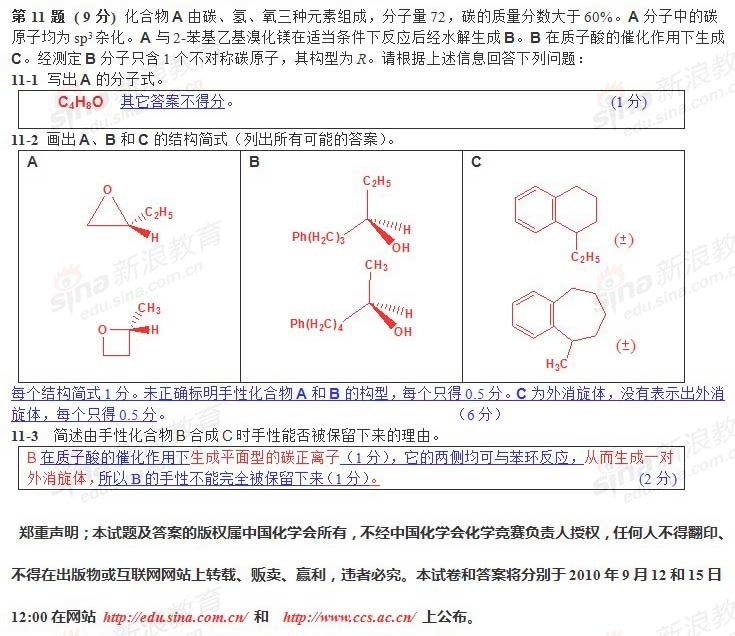 第 11 题 ( 9 分) 化合物 A 由碳、氢、氧三种元素组成，分子量 72，碳的质量分数大于 60%。A 分子中的碳
原子均为 sp³ 杂化。A 与 2-苯基乙基溴化镁在适当条件下反应后经水解生成 B。B 在质子酸的催化作用下生成
C。经测定 B 分子只含 1 个不对称碳原子，其构型为 R。请根据上述信息回答下列问题：
11-1 写出 A 的分子式。
C₄H₈O 其它答案不得分。 (1 分)
11-2 画出 A、B 和 C 的结构简式（列出所有可能的答案）。
A B C
O C₂H₅ H
C₂H₅ Ph(H₂C)₃ H OH
C₂H₅ (±)
O CH₃ H
CH₃ Ph(H₂C)₄ H OH
H₃C (±)
每个结构简式 1 分。未正确标明手性化合物 A 和 B 的构型，每个只得 0.5 分。C 为外消旋体，没有表示出外消
旋体，每个只得 0.5 分。 （6 分）
11-3 简述由手性化合物 B 合成 C 时手性能否被保留下来的理由。
B 在质子酸的催化作用下生成平面型的碳正离子（1 分），它的两侧均可与苯环反应，从而生成一对
外消旋体，所以 B 的手性不能完全被保留下来（1 分）。 (2 分)
郑重声明；本试题及答案的版权属中国化学会所有，不经中国化学会化学竞赛负责人授权，任何人不得翻印、
不得在出版物或互联网网站上转载、贩卖、赢利，违者必究。本试卷和答案将分别于 2010 年 9 月 12 和 15 日
12:00 在网站 http://edu.sina.com.cn/ 和 http://www.ccs.ac.cn/ 上公布。
sina 新浪教育
edu.sina.com.cn